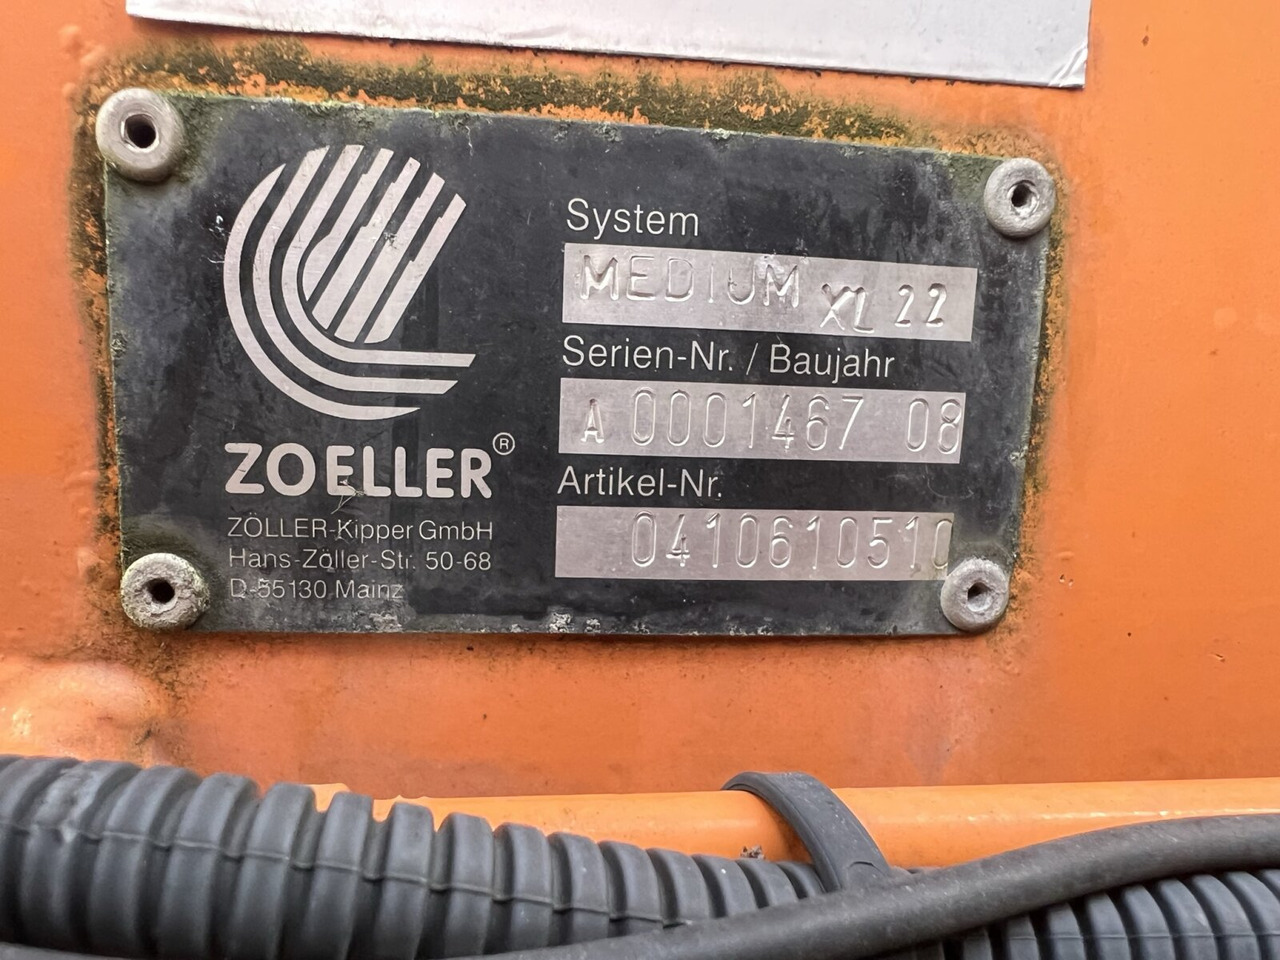 ZOELLER®
ZÖLLER-Kipper GmbH
Hans-Zöller-Str. 50-68
D-55130 Mainz
System
MEDIUM XL 22
Serien-Nr. / Baujahr
A 0001467 08
Artikel-Nr.
0410610510